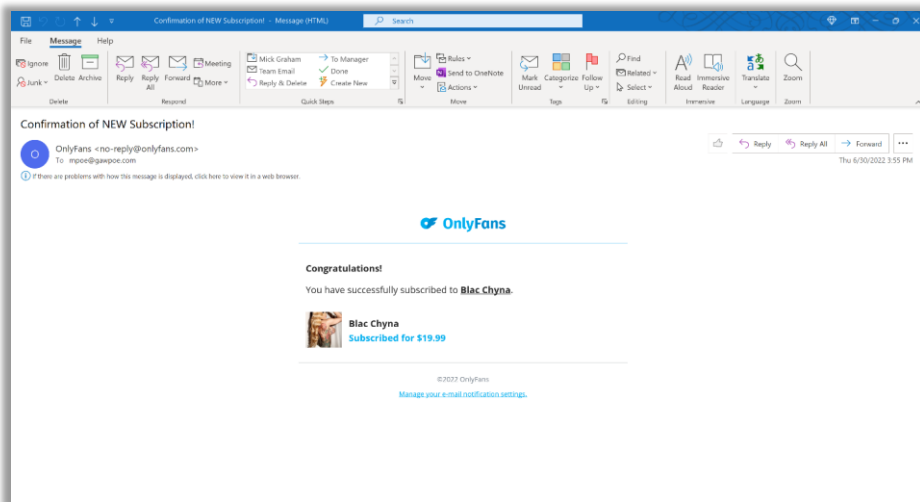 Confirmation of NEW Subscription! - Message (HTML)
Search
File Message Help
Ignore
Junk
Delete Archive
Reply Reply All Forward
Meeting
More
Mick Graham
Team Email
Reply & Delete
To Manager
Done
Create New
Move
Rules
Send to OneNote
Actions
Mark Unread Categorize Follow Up
Find
Related
Select
Read Aloud Immersive Reader
Translate
Zoom
Delete Respond Quick Steps Move Tags Editing Immersive Language Zoom
Confirmation of NEW Subscription!
O
OnlyFans <no-reply@onlyfans.com>
To mpoe@gawpoe.com
Reply Reply All Forward
Thu 6/30/2022 3:55 PM
If there are problems with how this message is displayed, click here to view it in a web browser.
OnlyFans
Congratulations!
You have successfully subscribed to Blac Chyna.
Blac Chyna
Subscribed for $19.99
©2022 OnlyFans
Manage your e-mail notification settings.